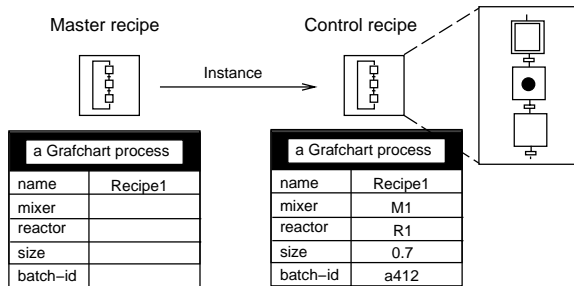 Master recipe
Control recipe
Instance
a Grafchart process
name Recipe1
mixer
reactor
size
batch−id
a Grafchart process
name Recipe1
mixer M1
reactor R1
size 0.7
batch−id a412